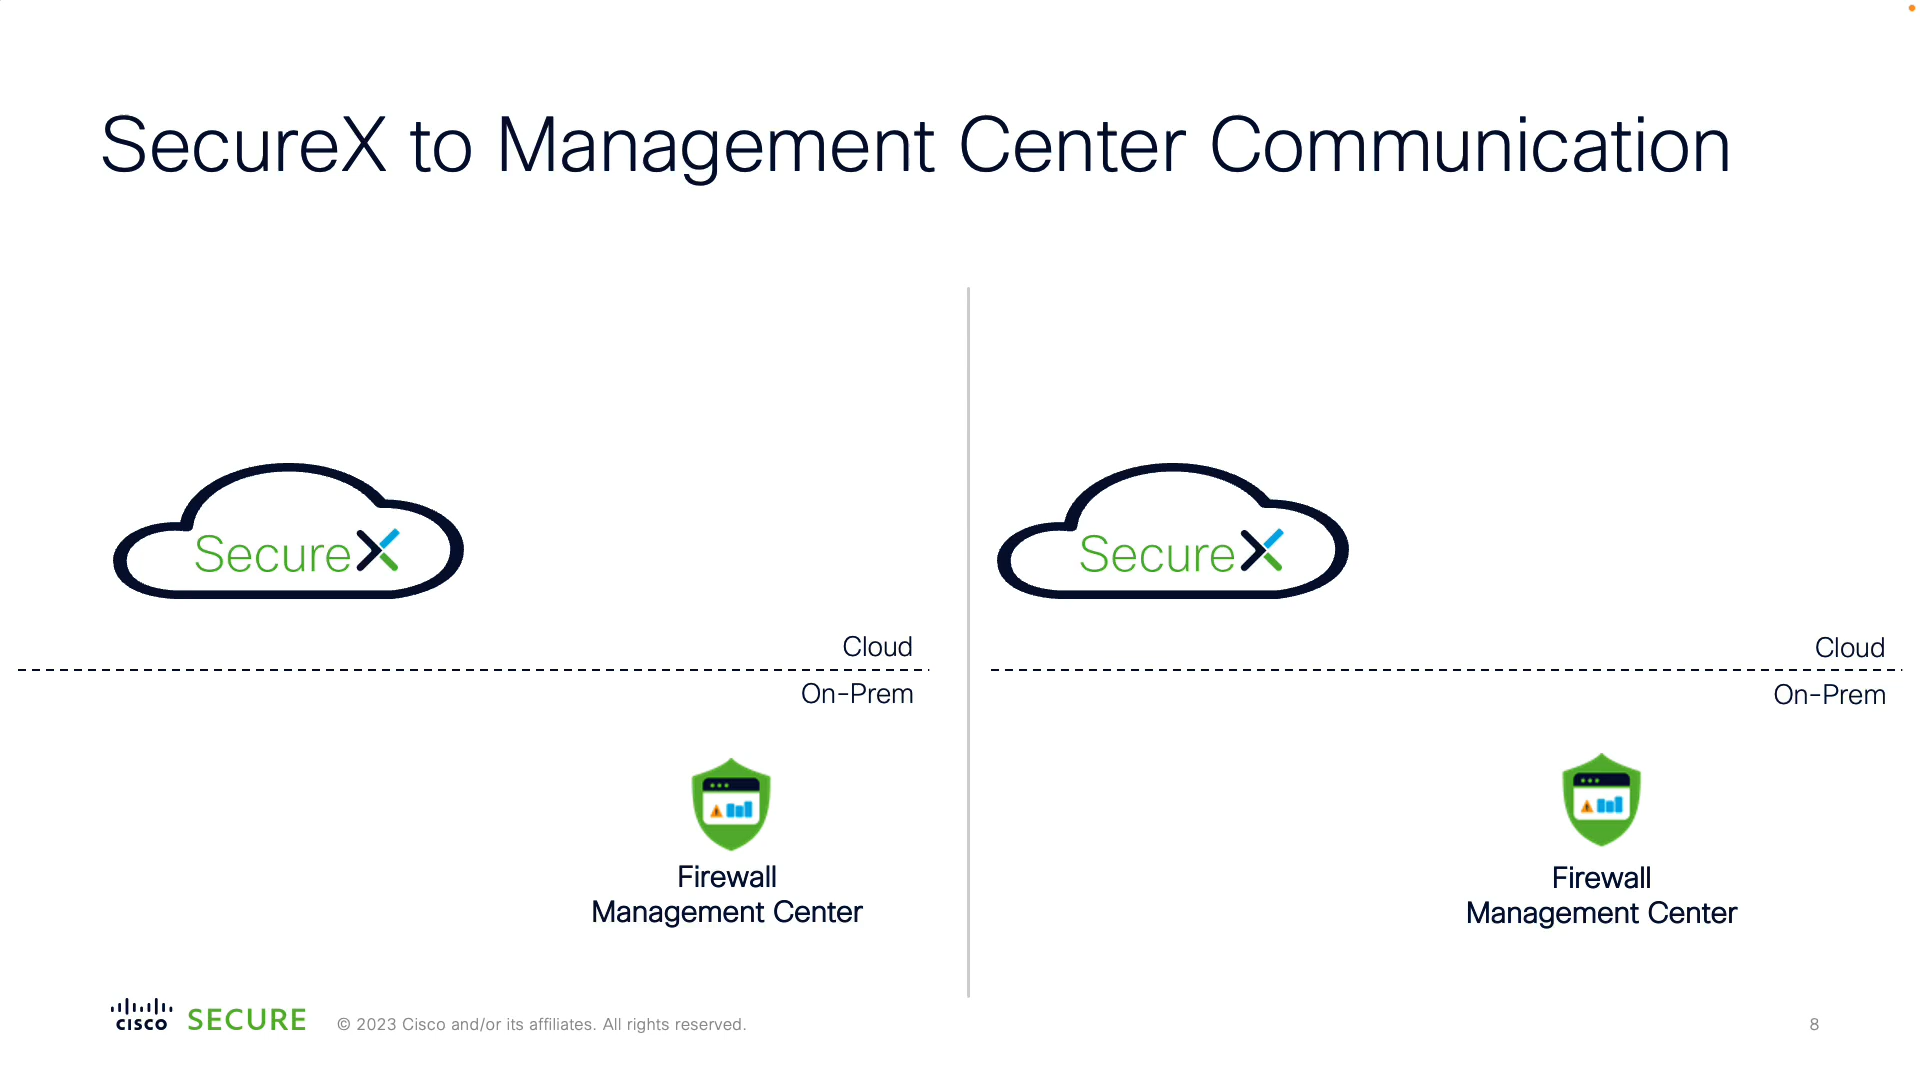 SecureX to Management Center Communication
SecureX
Cloud
On-Prem
Firewall
Management Center
SecureX
Cloud
On-Prem
Firewall
Management Center
cisco SECURE © 2023 Cisco and/or its affiliates. All rights reserved. 8